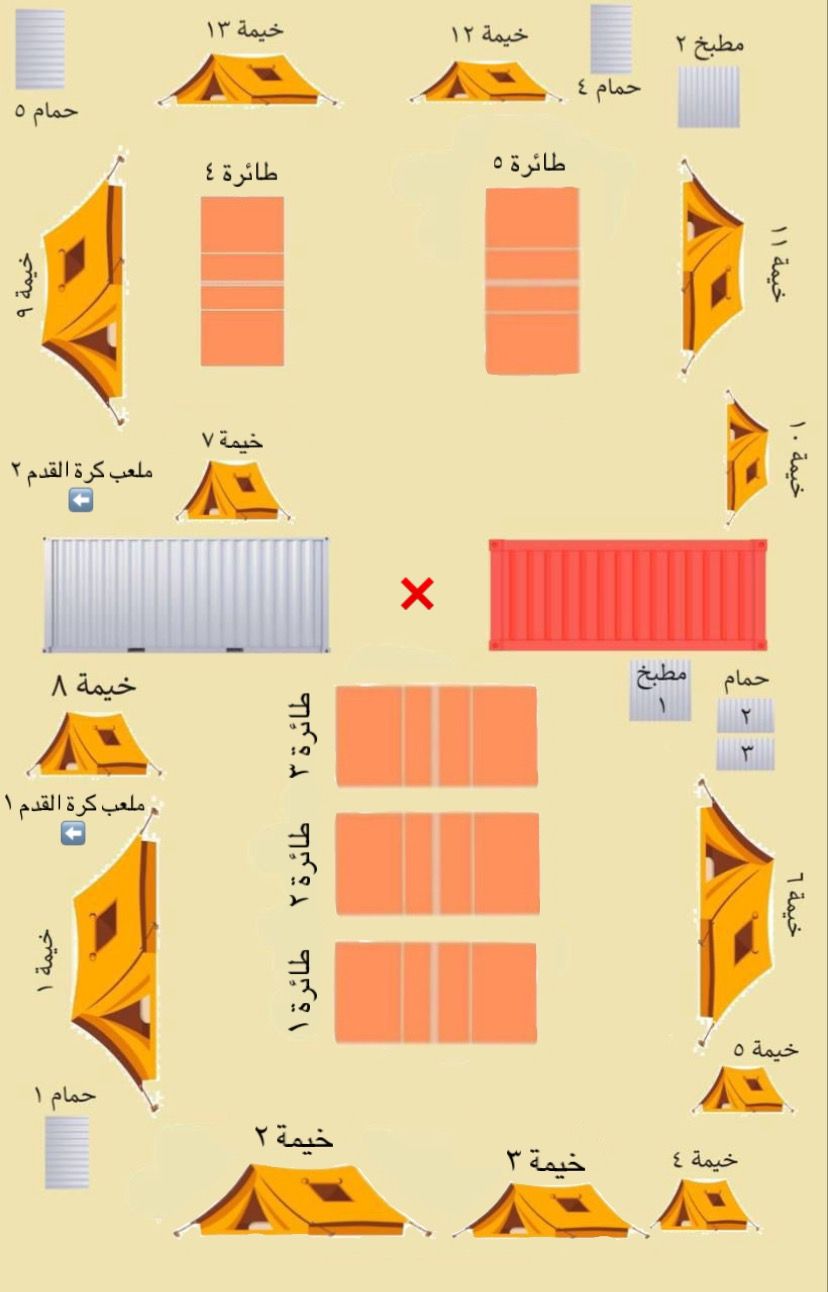 خيمة ١٣
خيمة ١٢
مطبخ ٢
حمام ٤
حمام ٥
طائرة ٥
طائرة ٤
خيمة ١١
خيمة ٩
خيمة ١٠
خيمة ٧
ملعب كرة القدم ٢
مطبخ
١
حمام
٢
٣
خيمة ٨
طائرة ٣
ملعب كرة القدم ١
طائرة ٢
خيمة ٦
خيمة ١
طائرة ١
خيمة ٥
حمام ١
خيمة ٢
خيمة ٣
خيمة ٤